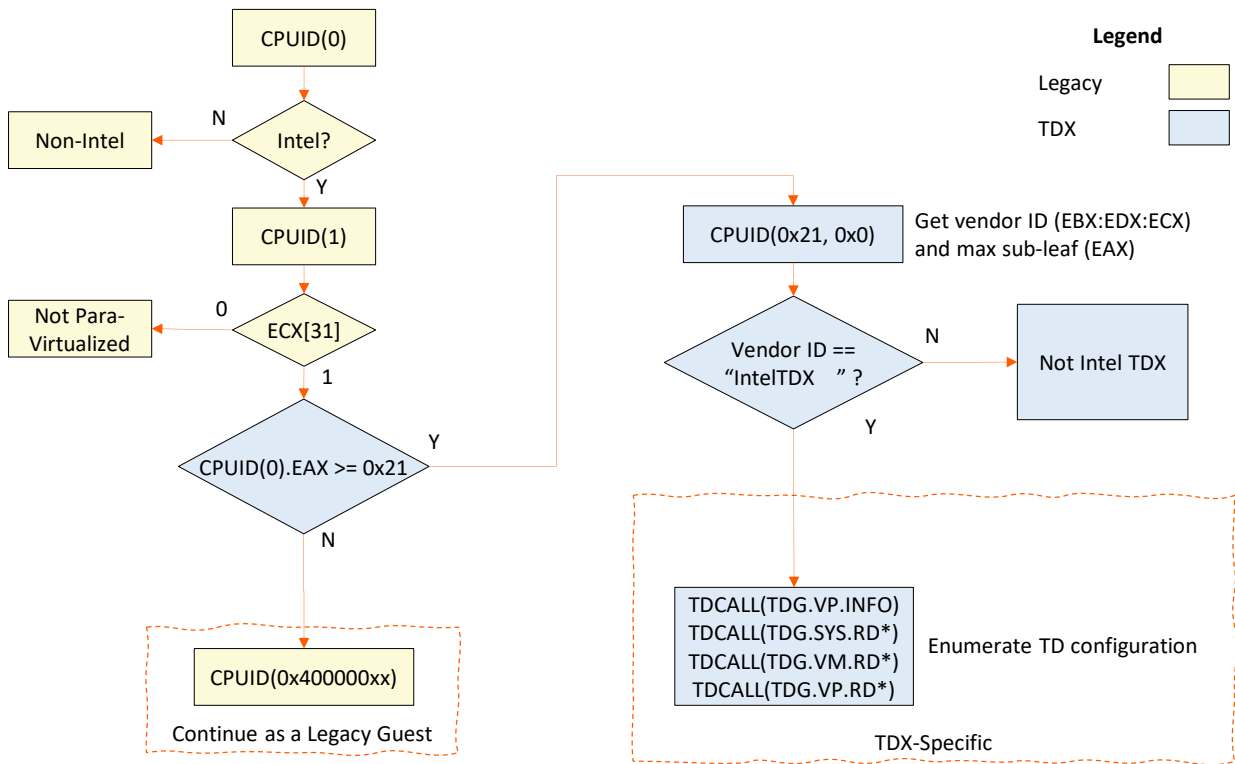 CPUID(0)
Legend
Legacy
TDX
N
Non-Intel
Intel?
Y
CPUID(1)
CPUID(0x21, 0x0)
Get vendor ID (EBX:EDX:ECX)
and max sub-leaf (EAX)
0
Not Para-
Virtualized
ECX[31]
1
Vendor ID ==
“IntelTDX    ” ?
N
Not Intel TDX
Y
CPUID(0).EAX >= 0x21
Y
N
TDCALL(TDG.VP.INFO)
TDCALL(TDG.SYS.RD*)
TDCALL(TDG.VM.RD*)
TDCALL(TDG.VP.RD*)
Enumerate TD configuration
CPUID(0x400000xx)
Continue as a Legacy Guest
TDX-Specific